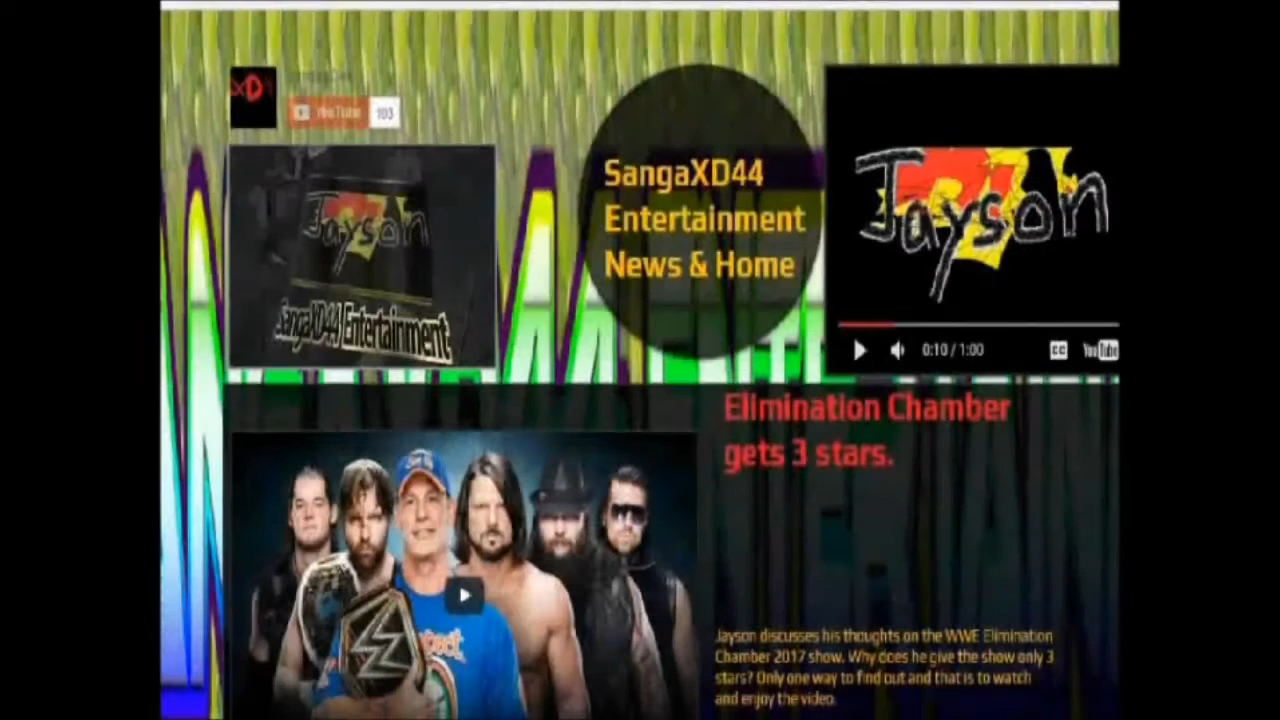 XD
YouTube 103
Jayson
SangaXD44 Entertainment
SangaXD44
Entertainment
News & Home
Jayson
0:10 / 1:00
CC
YouTube
Elimination Chamber
gets 3 stars.
Jayson discusses his thoughts on the WWE Elimination
Chamber 2017 show. Why does he give the show only 3
stars? Only one way to find out and that is to watch
and enjoy the video.